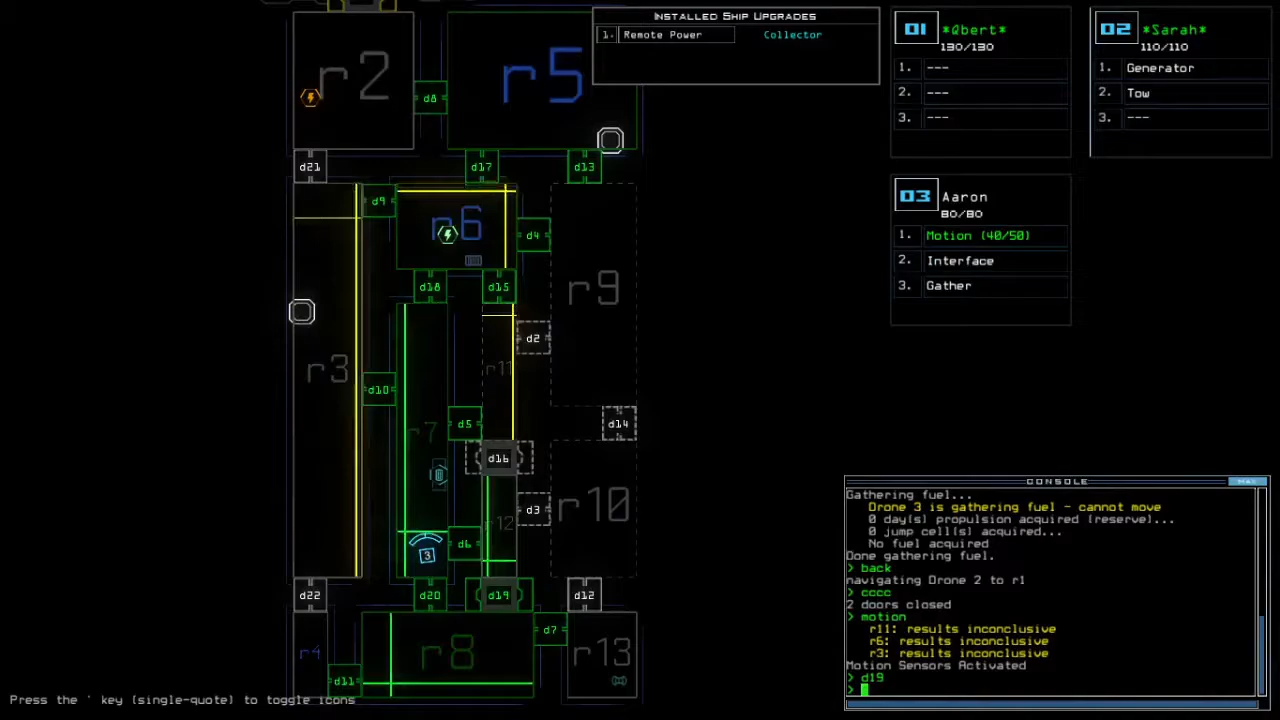 INSTALLED SHIP UPGRADES
1. Remote Power Collector
01 *Qbert*
130/130
1. ---
2. ---
3. ---
02 *Sarah*
110/110
1. Generator
2. Tow
3. ---
03 Aaron
80/80
1. Motion (40/50)
2. Interface
3. Gather
r2
d8
r5
d21
d17
d13
d9
r6
d4
d18
d15
r9
d2
r3
r11
d10
d5
d14
r7
d16
r12
d3
r10
d6
3
d22
d20
d19
d12
r4
r8
d7
r13
d11
CONSOLE
Gathering fuel...
Drone 3 is gathering fuel - cannot move
0 day(s) propulsion acquired (reserve)...
0 jump cell(s) acquired...
No fuel acquired
Done gathering fuel.
> back
navigating Drone 2 to r1
> cccc
2 doors closed
> motion
r11: results inconclusive
r6: results inconclusive
r3: results inconclusive
Motion Sensors Activated
> d19
>
Press the ' key (single-quote) to toggle icons